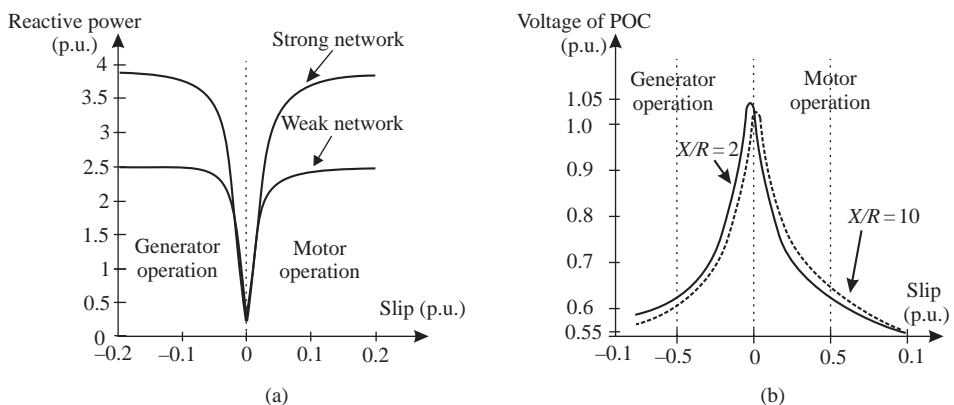 Reactive power
(p.u.)
4
3.5
3
2.5
2
1.5
1
0.5
0
Strong network
Weak network
Generator
operation
Motor
operation
Slip (p.u.)
–0.2
–0.1
0
0.1
0.2
(a)
Voltage of POC
(p.u.)
1.05
1.0
0.9
0.8
0.7
0.6
0.55
Generator
operation
Motor
operation
X/R = 2
X/R = 10
Slip
(p.u.)
–0.1
–0.5
0
0.5
0.1
(b)